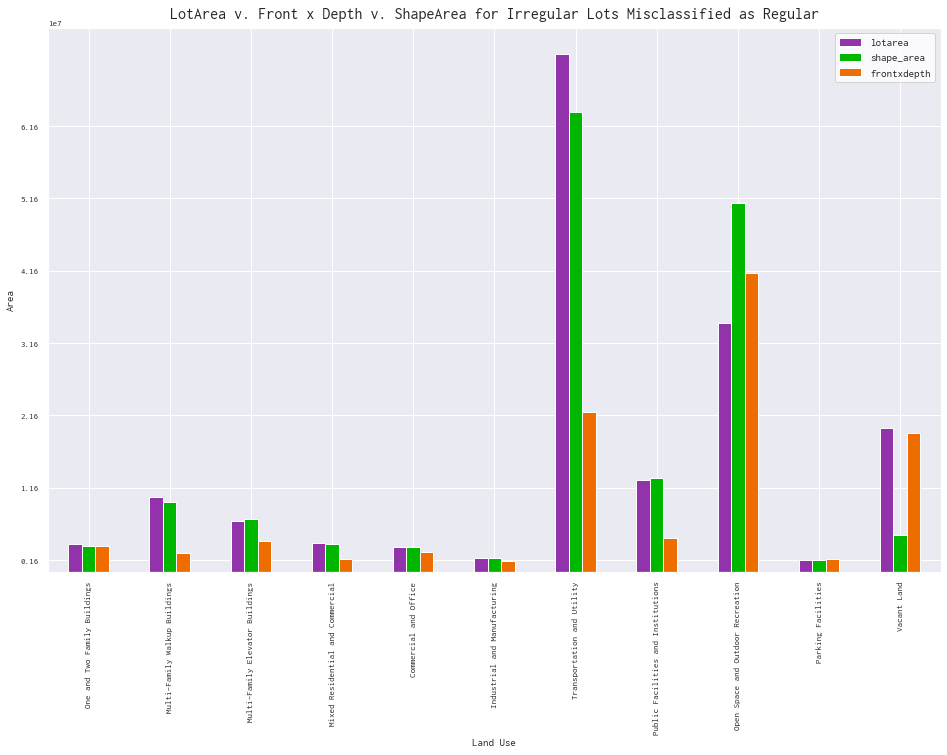 LotArea v. Front x Depth v. ShapeArea for Irregular Lots Misclassified as Regular
1e7
lotarea
shape_area
frontxdepth
6.16
5.16
4.16
3.16
2.16
1.16
0.16
Area
One and Two Family Buildings
Multi-Family Walkup Buildings
Multi-Family Elevator Buildings
Mixed Residential and Commercial
Commercial and Office
Industrial and Manufacturing
Transportation and Utility
Public Facilities and Institutions
Open Space and Outdoor Recreation
Parking Facilities
Vacant Land
Land Use